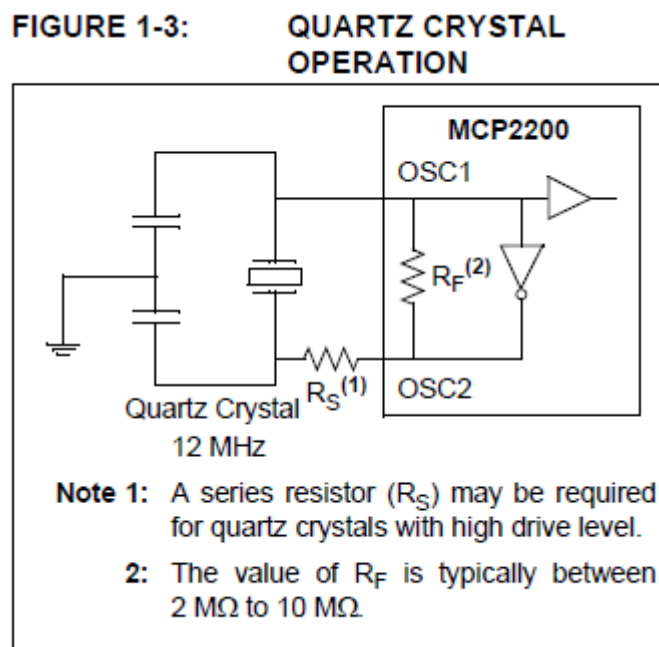 FIGURE 1-3: QUARTZ CRYSTAL
OPERATION
MCP2200
OSC1
RF(2)
RS(1)
OSC2
Quartz Crystal
12 MHz
Note 1: A series resistor (RS) may be required
for quartz crystals with high drive level.
2: The value of RF is typically between
2 MΩ to 10 MΩ.